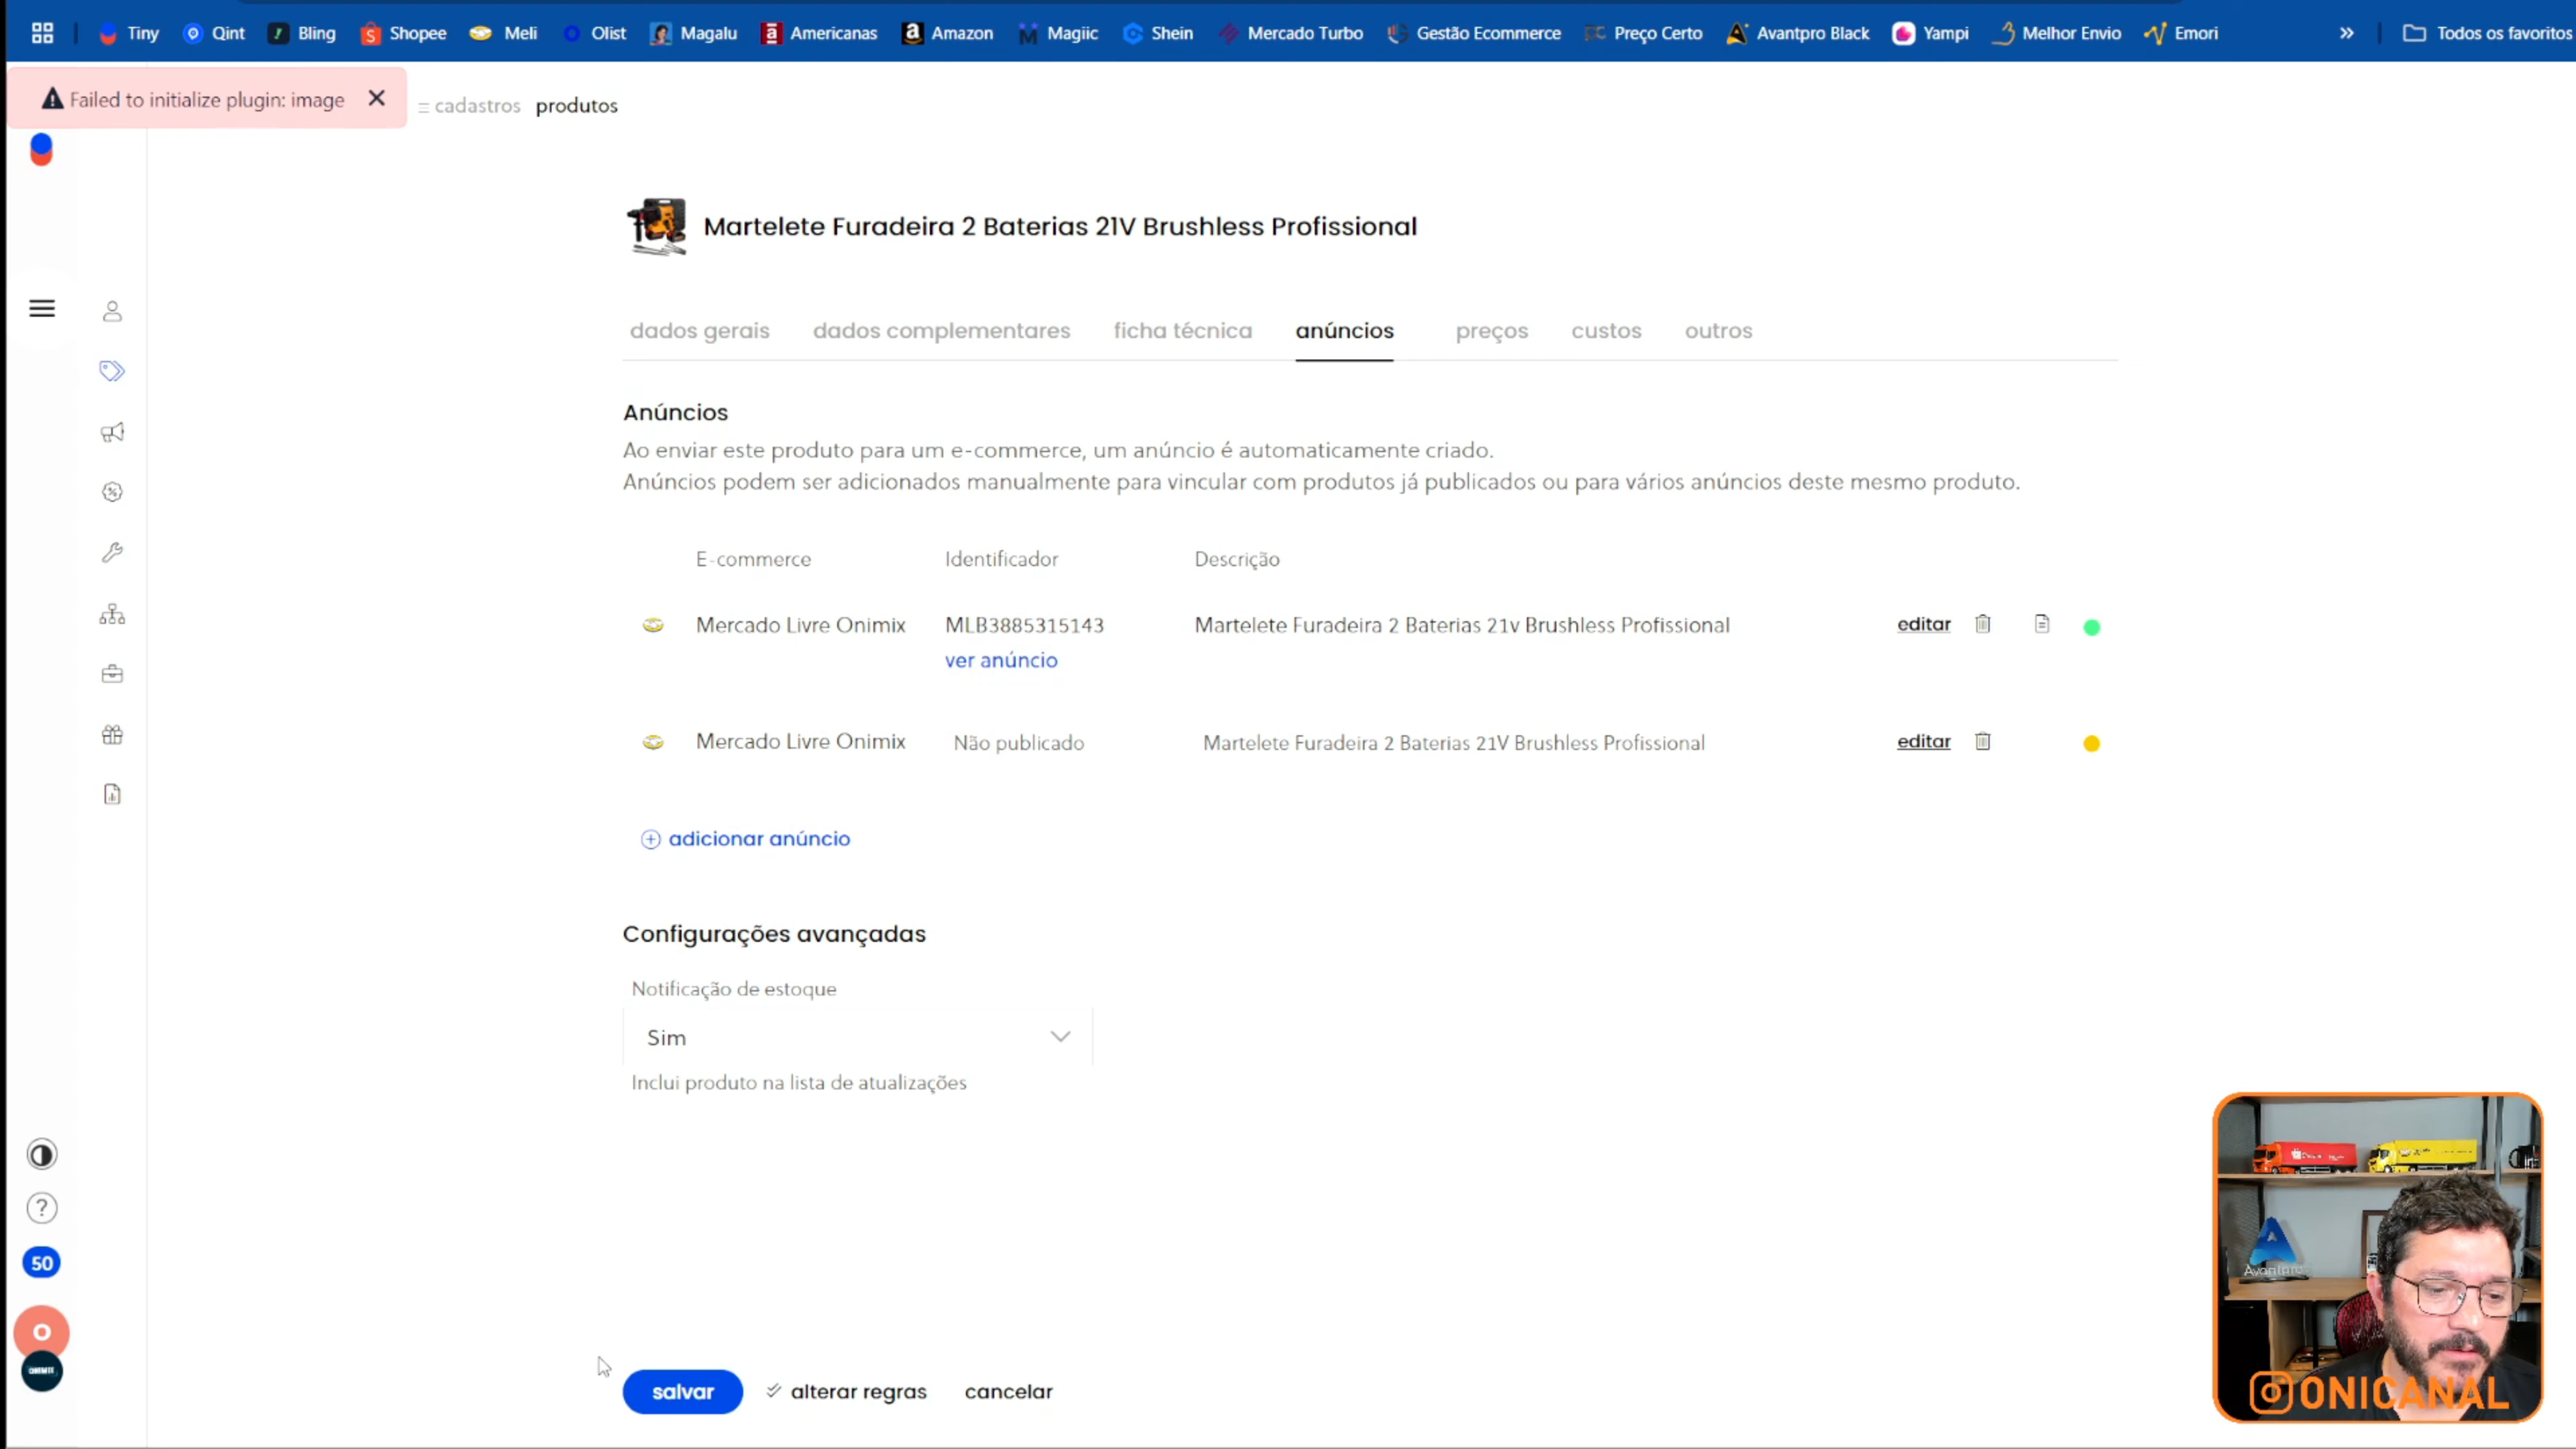 Tiny Qint Bling Shopee Meli Olist Magalu Americanas Amazon Magiic Shein Mercado Turbo Gestão Ecommerce Preço Certo Avantpro Black Yampi Melhor Envio Emori » Todos os favoritos
Failed to initialize plugin: image
cadastros produtos
Martelete Furadeira 2 Baterias 21V Brushless Profissional
dados gerais dados complementares ficha técnica anúncios preços custos outros
Anúncios
Ao enviar este produto para um e-commerce, um anúncio é automaticamente criado.
Anúncios podem ser adicionados manualmente para vincular com produtos já publicados ou para vários anúncios deste mesmo produto.
E-commerce Identificador Descrição
Mercado Livre Onimix MLB3885315143 Martelete Furadeira 2 Baterias 21v Brushless Profissional editar
ver anúncio
Mercado Livre Onimix Não publicado Martelete Furadeira 2 Baterias 21V Brushless Profissional editar
adicionar anúncio
Configurações avançadas
Notificação de estoque
Sim
Inclui produto na lista de atualizações
?
50
O
salvar alterar regras cancelar
ONICANAL